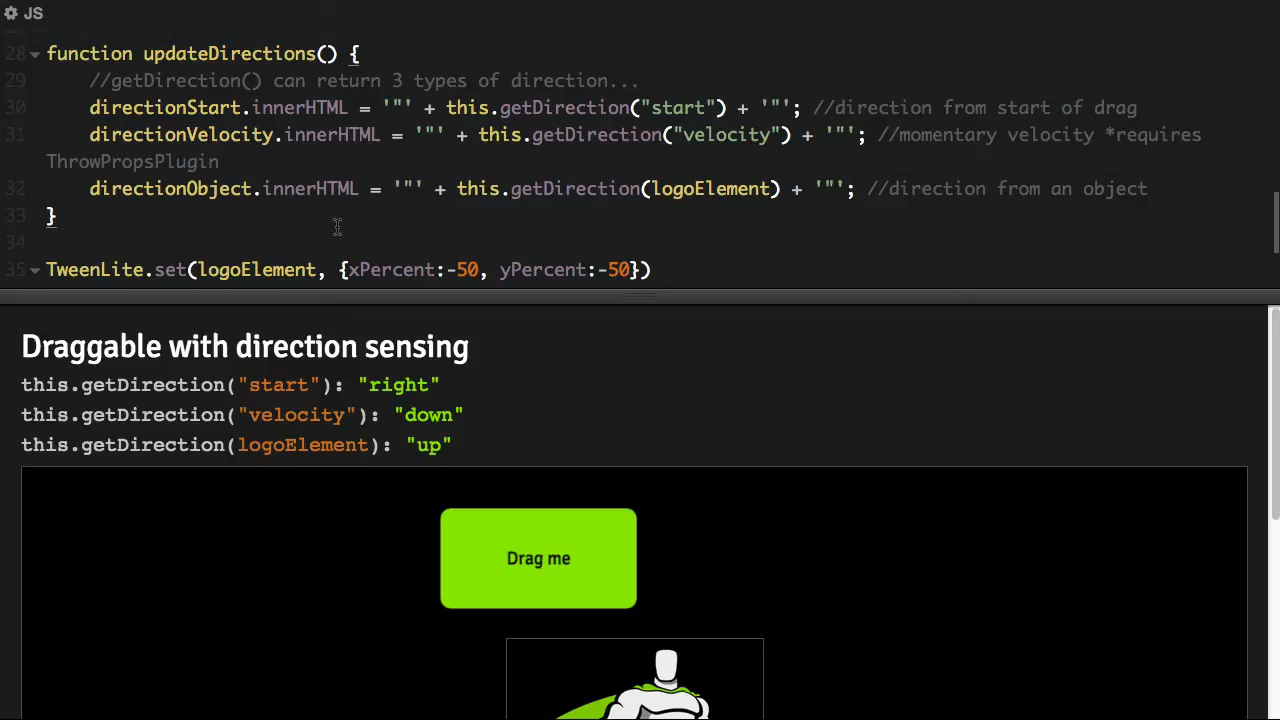 JS
28 function updateDirections() {
29 //getDirection() can return 3 types of direction...
30 directionStart.innerHTML = '"' + this.getDirection("start") + '"'; //direction from start of drag
31 directionVelocity.innerHTML = '"' + this.getDirection("velocity") + '"'; //momentary velocity *requires
ThrowPropsPlugin
32 directionObject.innerHTML = '"' + this.getDirection(logoElement) + '"'; //direction from an object
33 }
34
35 TweenLite.set(logoElement, {xPercent:-50, yPercent:-50})
Draggable with direction sensing
this.getDirection("start"): "right"
this.getDirection("velocity"): "down"
this.getDirection(logoElement): "up"
Drag me